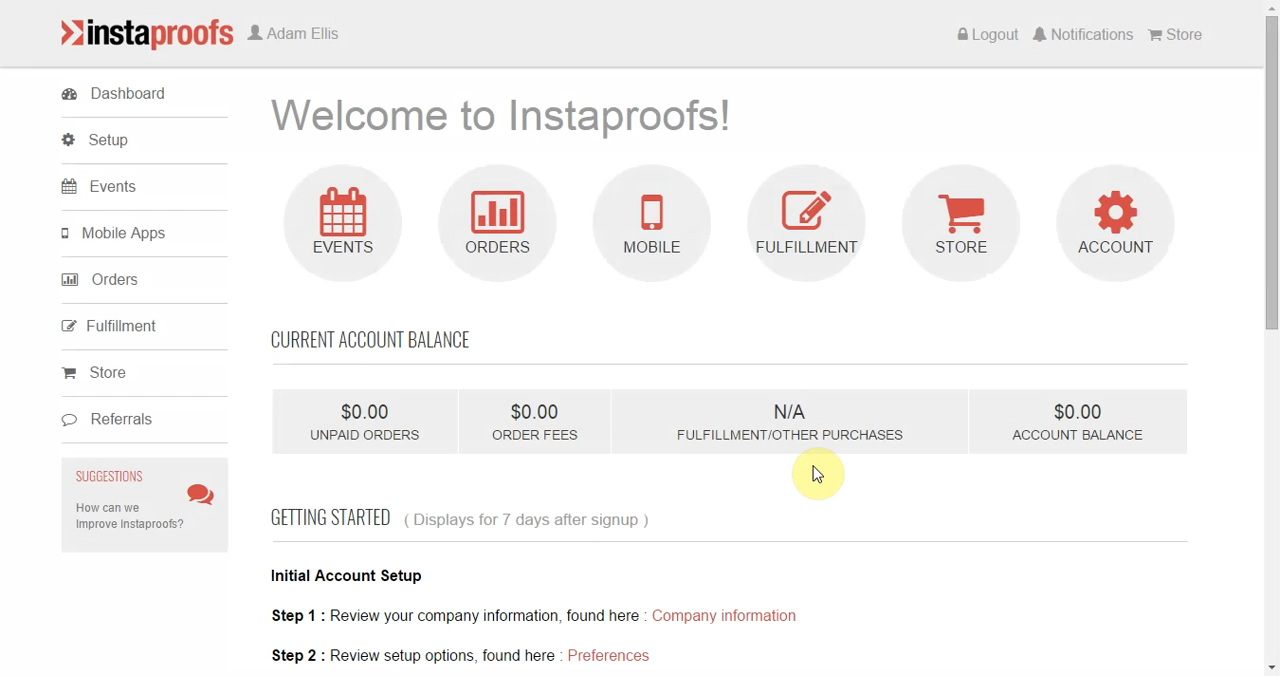 instaproofs Adam Ellis Logout Notifications Store
Dashboard
Setup
Events
Mobile Apps
Orders
Fulfillment
Store
Referrals
SUGGESTIONS
How can we
Improve Instaproofs?
Welcome to Instaproofs!
EVENTS ORDERS MOBILE FULFILLMENT STORE ACCOUNT
CURRENT ACCOUNT BALANCE
$0.00 $0.00 N/A $0.00
UNPAID ORDERS ORDER FEES FULFILLMENT/OTHER PURCHASES ACCOUNT BALANCE
GETTING STARTED ( Displays for 7 days after signup )
Initial Account Setup
Step 1 : Review your company information, found here : Company information
Step 2 : Review setup options, found here : Preferences